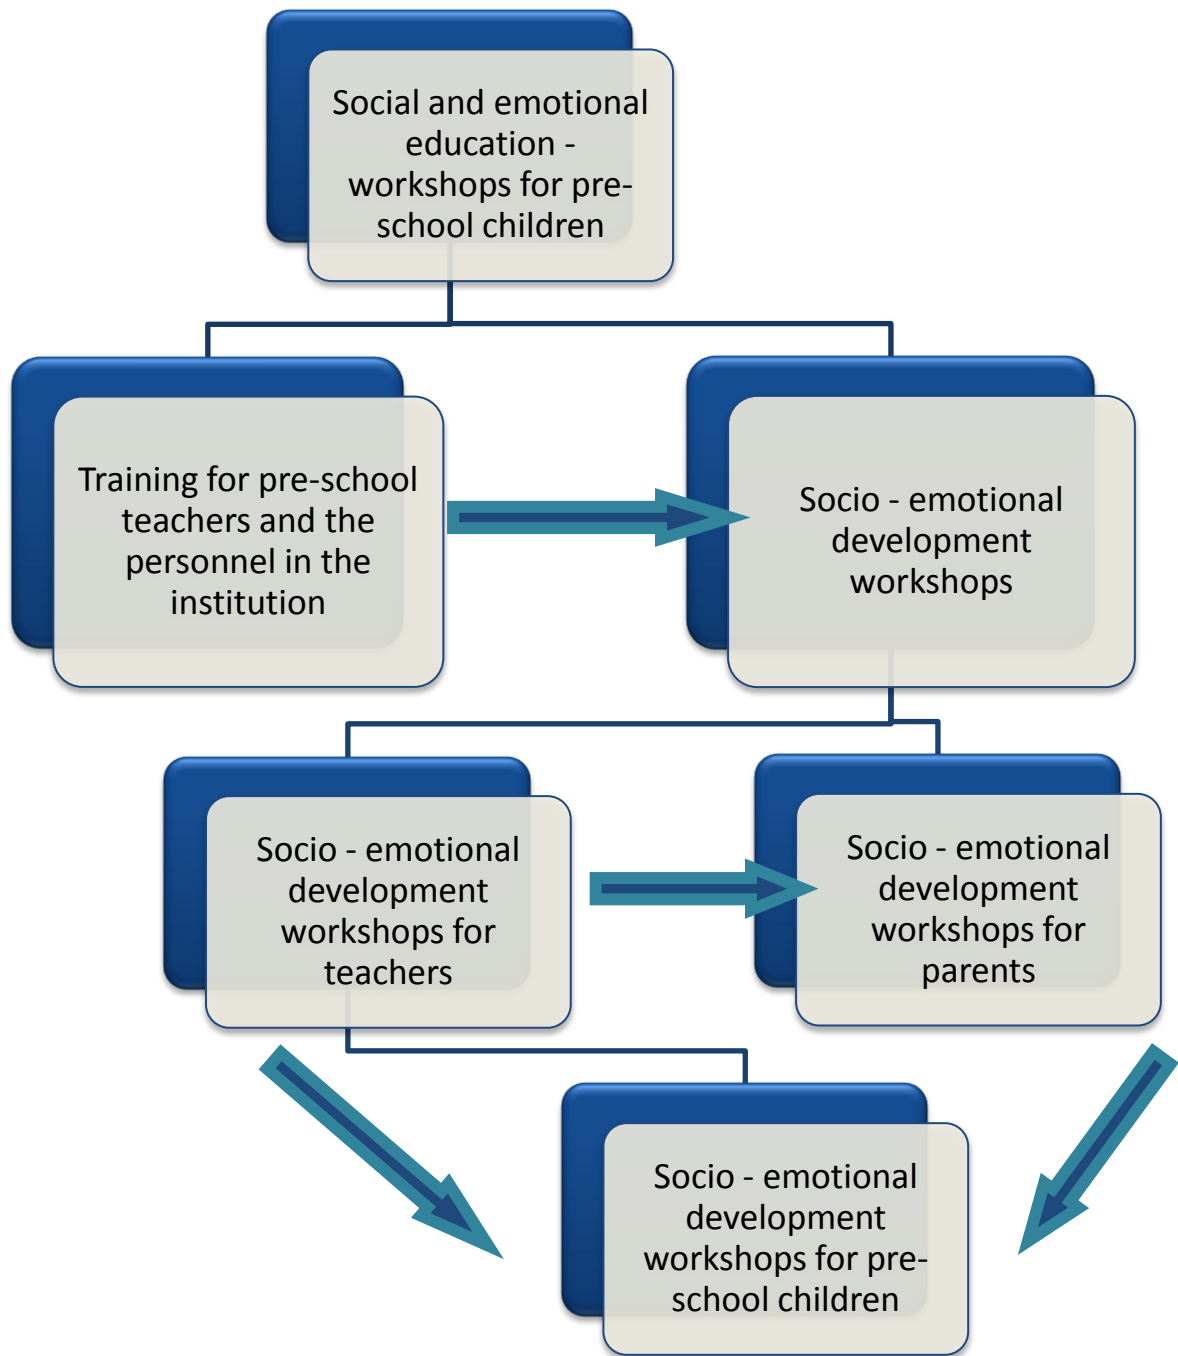 Social and emotional
education -
workshops for pre-
school children
Training for pre-school
teachers and the
personnel in the
institution
Socio - emotional
development
workshops
Socio - emotional
development
workshops for
teachers
Socio - emotional
development
workshops for
parents
Socio - emotional
development
workshops for pre-
school children